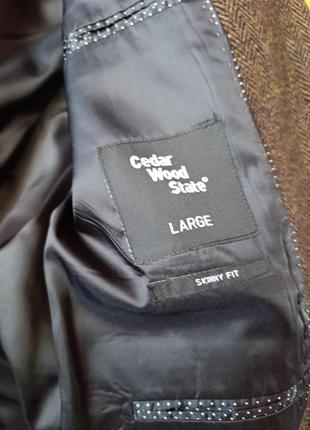 Cedar
Wood
State®
LARGE
SKINNY FIT